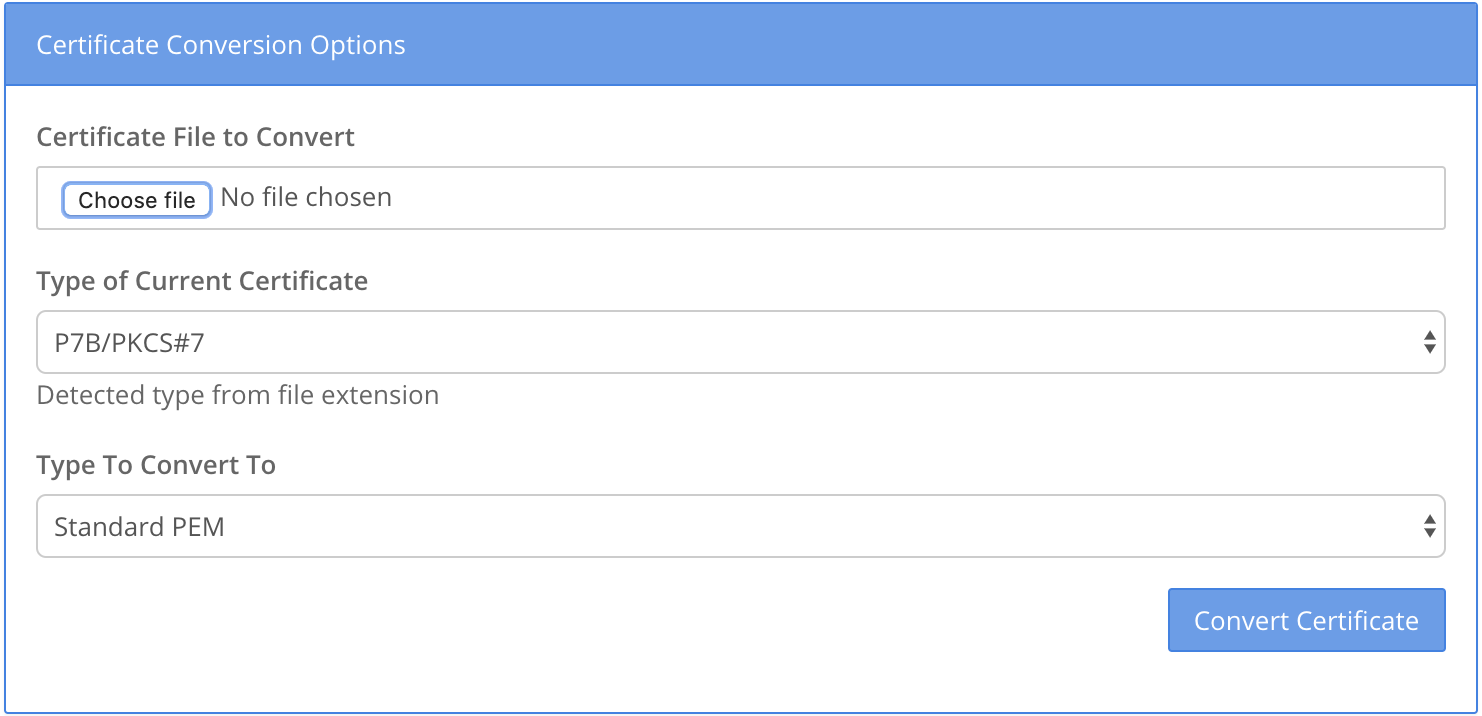 Certificate Conversion Options
Certificate File to Convert
Choose file No file chosen
Type of Current Certificate
P7B/PKCS#7
Detected type from file extension
Type To Convert To
Standard PEM
Convert Certificate